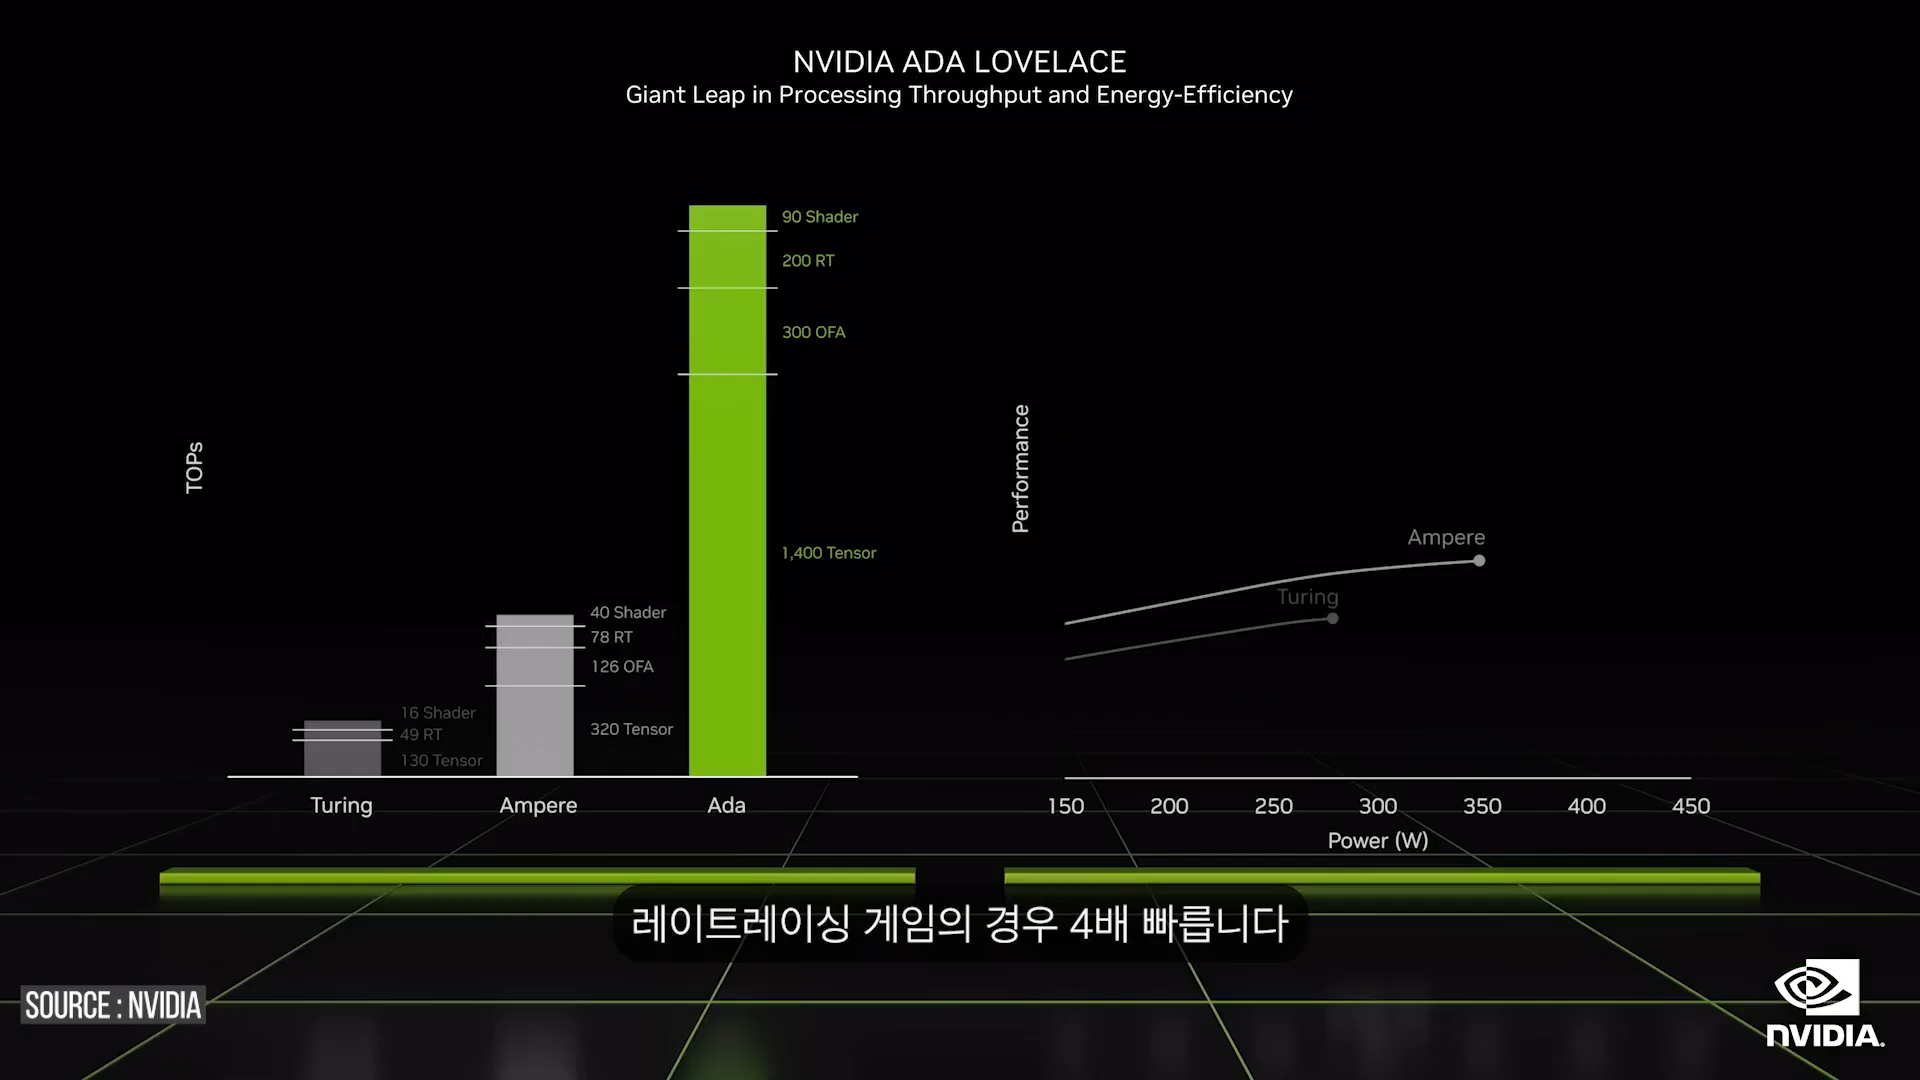 NVIDIA ADA LOVELACE
Giant Leap in Processing Throughput and Energy-Efficiency
TOPs
90 Shader
200 RT
300 OFA
1,400 Tensor
40 Shader
78 RT
126 OFA
320 Tensor
16 Shader
49 RT
130 Tensor
Turing
Ampere
Ada
Performance
Ampere
Turing
150 200 250 300 350 400 450
Power (W)
레이트레이싱 게임의 경우 4배 빠릅니다
SOURCE : NVIDIA
NVIDIA.